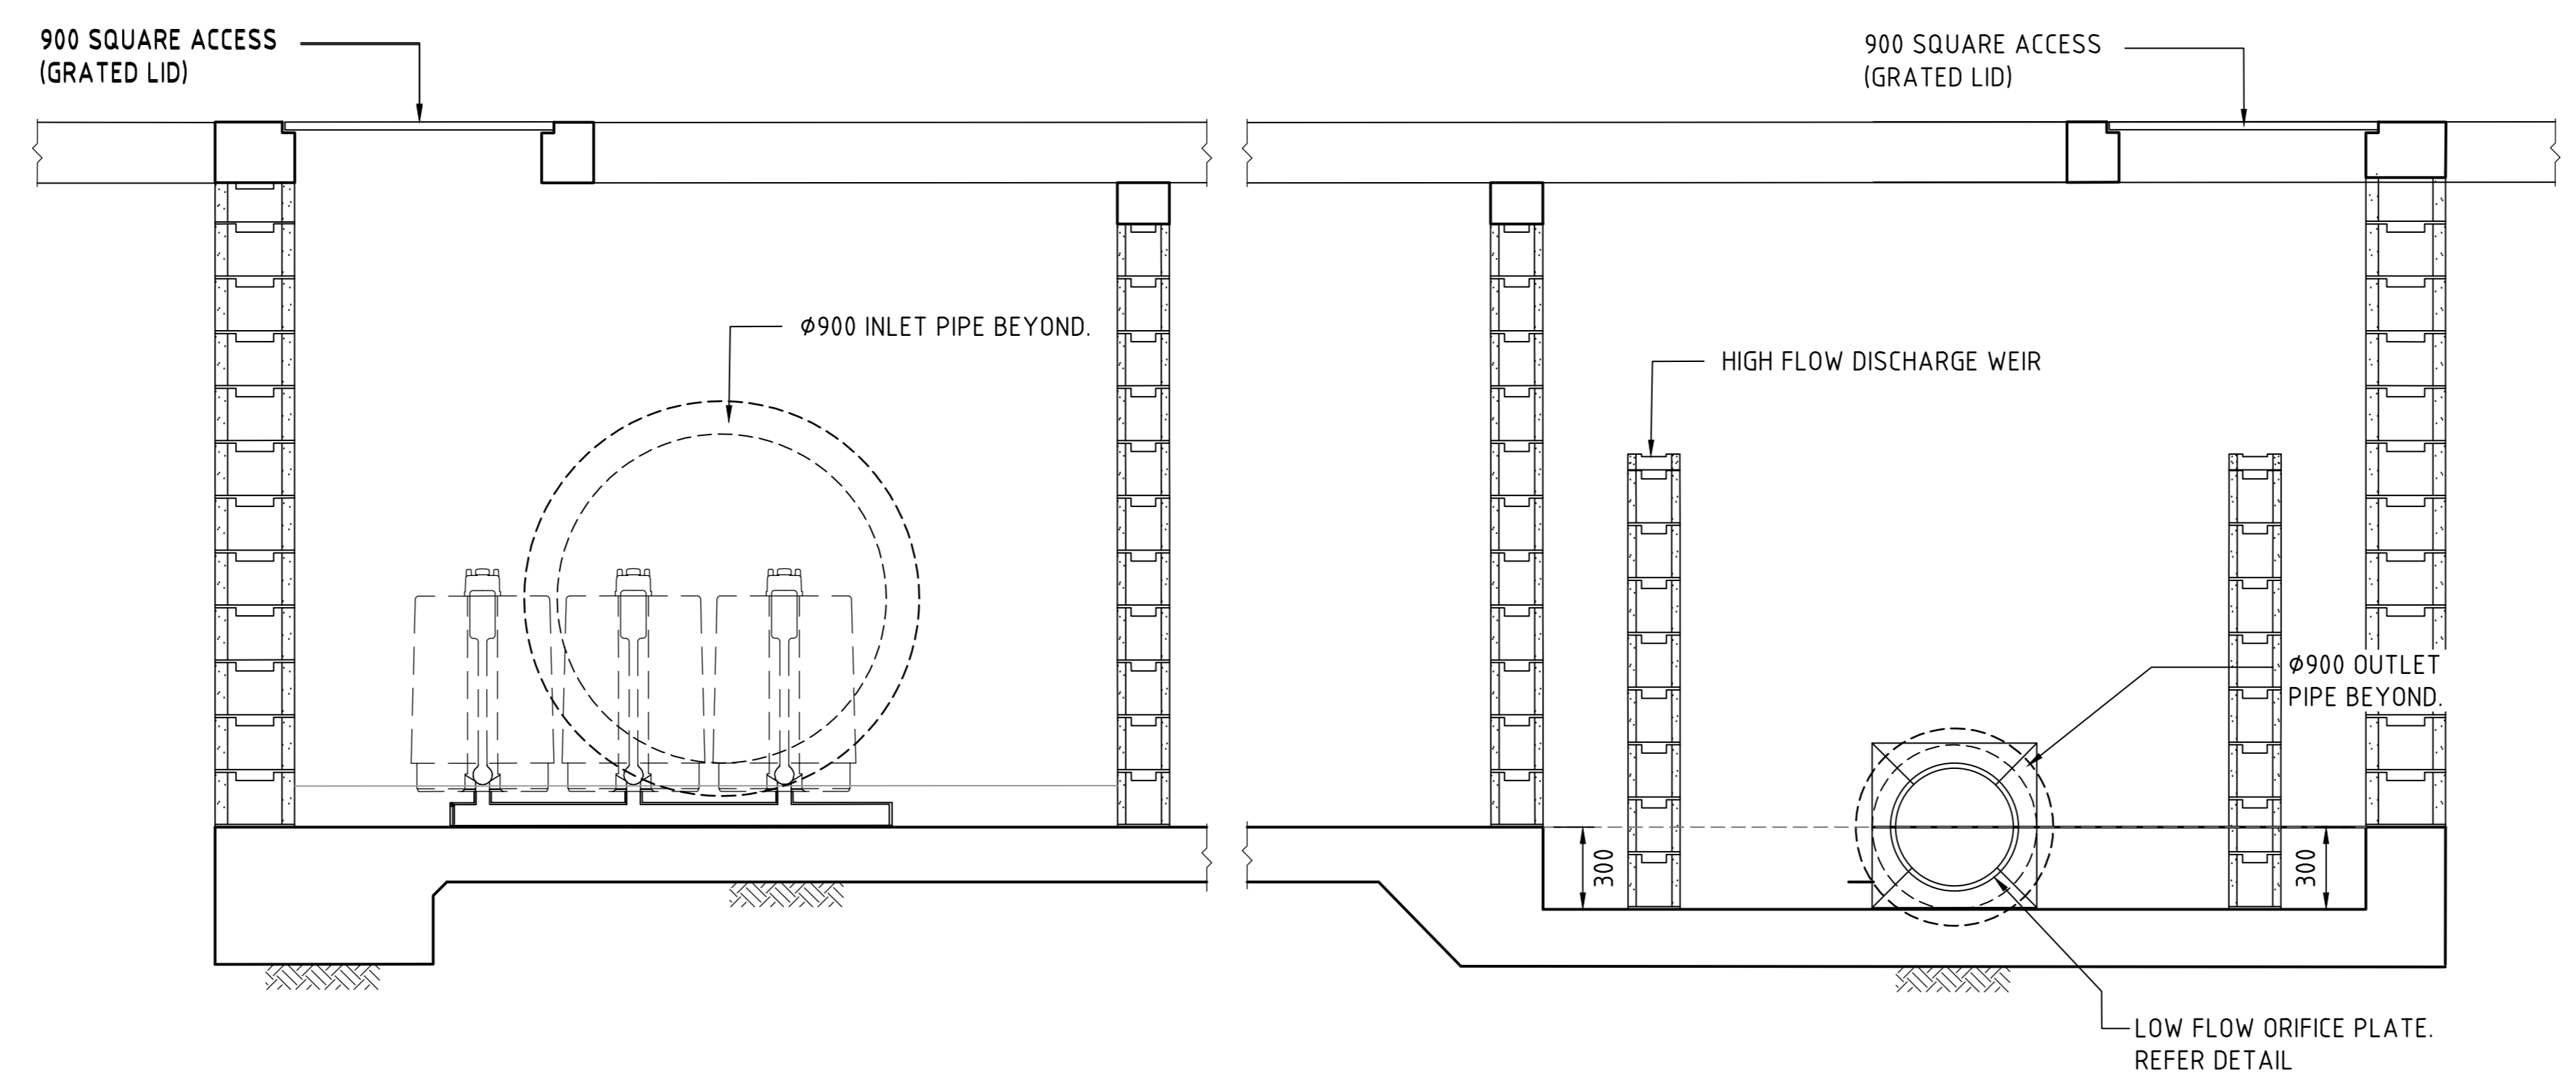 900 SQUARE ACCESS
(GRATED LID)
900 SQUARE ACCESS
(GRATED LID)
Ø900 INLET PIPE BEYOND.
HIGH FLOW DISCHARGE WEIR
Ø900 OUTLET
PIPE BEYOND.
300
300
LOW FLOW ORIFICE PLATE.
REFER DETAIL